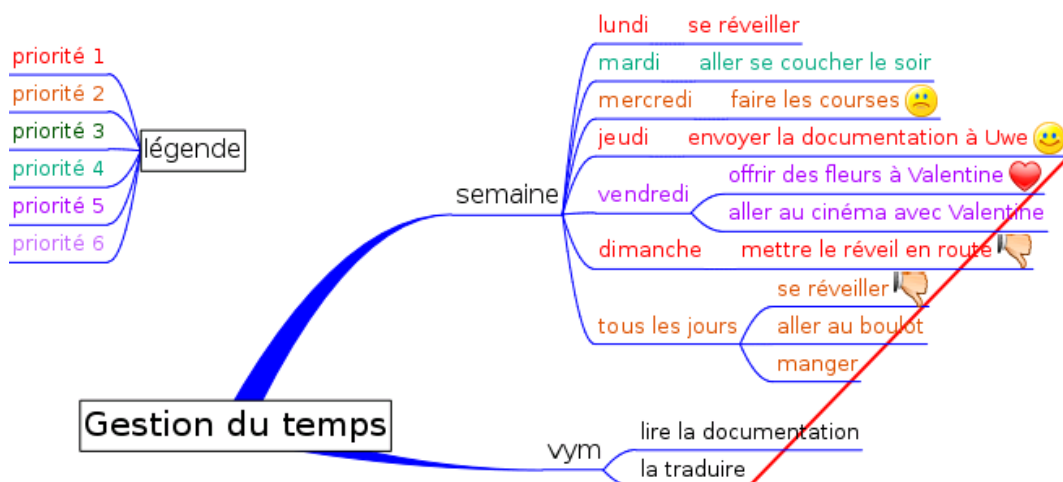 priorité 1
priorité 2
priorité 3
priorité 4
priorité 5
priorité 6
légende
semaine
lundi se réveiller
mardi aller se coucher le soir
mercredi faire les courses
jeudi envoyer la documentation à Uwe
vendredi
offrir des fleurs à Valentine
aller au cinéma avec Valentine
dimanche mettre le réveil en route
tous les jours
se réveiller
aller au boulot
manger
Gestion du temps
vym
lire la documentation
la traduire